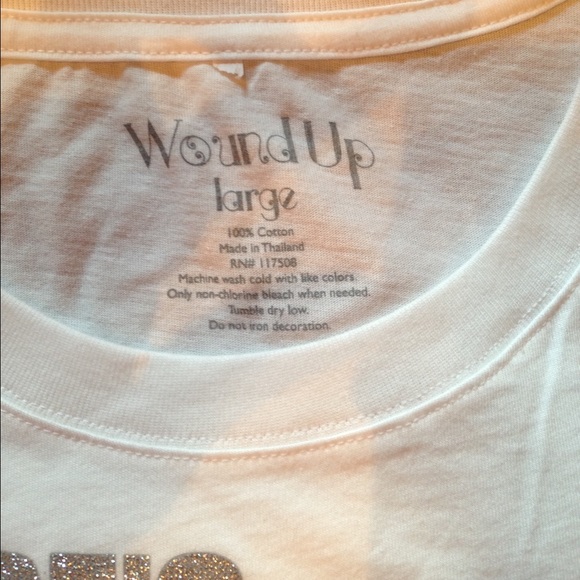 Wound Up
large
100% Cotton
Made in Thailand
RN# 117508
Machine wash cold with like colors.
Only non-chlorine bleach when needed.
Tumble dry low.
Do not iron decoration.